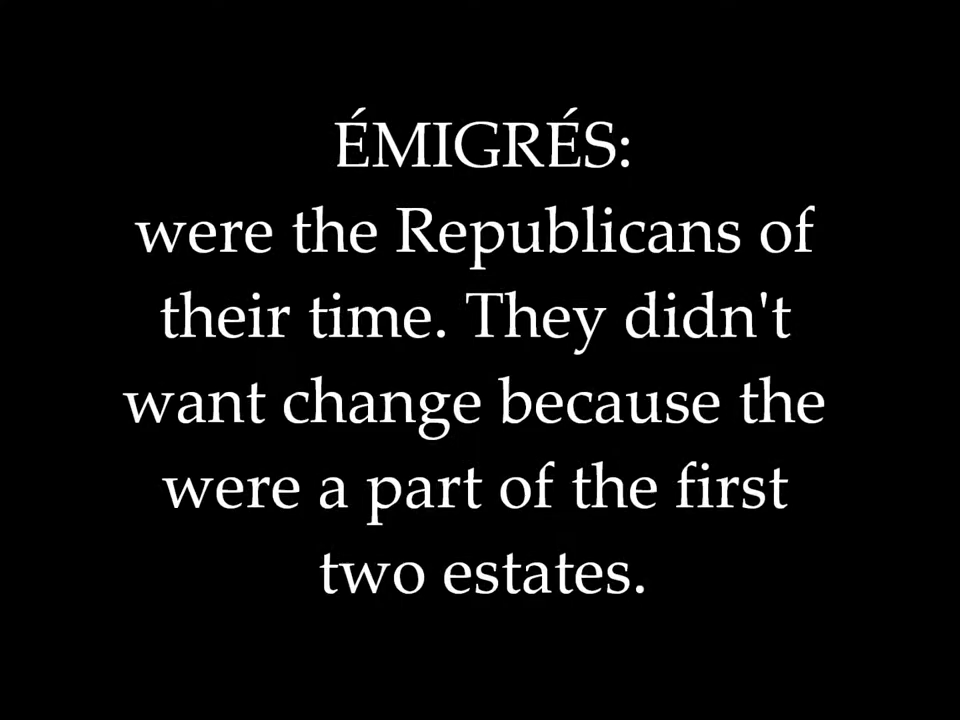 ÉMIGRÉS:
were the Republicans of
their time. They didn't
want change because the
were a part of the first
two estates.